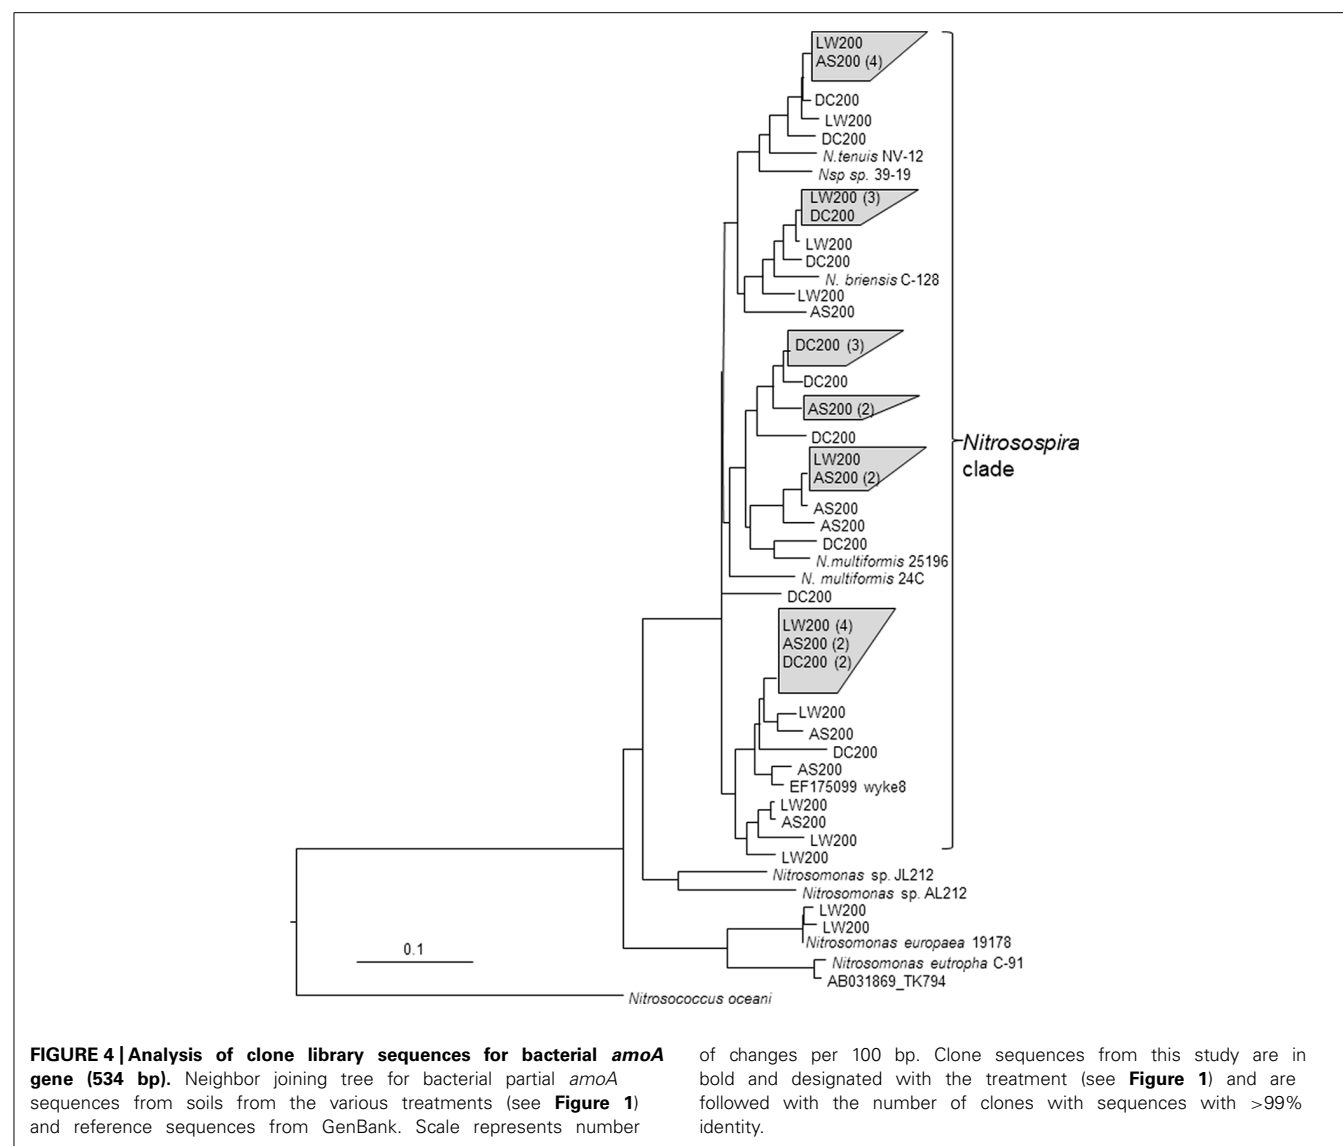 LW200
AS200 (4)
DC200
LW200
DC200
N.tenuis NV-12
Nsp sp. 39-19
LW200 (3)
DC200
LW200
DC200
N. briensis C-128
LW200
AS200
DC200 (3)
DC200
AS200 (2)
DC200
LW200
AS200 (2)
AS200
AS200
DC200
N.multiformis 25196
N. multiformis 24C
DC200
Nitrosospira
clade
LW200 (4)
AS200 (2)
DC200 (2)
LW200
AS200
DC200
AS200
EF175099 wyke8
LW200
AS200
LW200
LW200
Nitrosomonas sp. JL212
Nitrosomonas sp. AL212
LW200
LW200
Nitrosomonas europaea 19178
Nitrosomonas eutropha C-91
AB031869_TK794
Nitrosococcus oceani
0.1
FIGURE 4 | Analysis of clone library sequences for bacterial amoA
gene (534 bp). Neighbor joining tree for bacterial partial amoA
sequences from soils from the various treatments (see Figure 1)
and reference sequences from GenBank. Scale represents number
of changes per 100 bp. Clone sequences from this study are in
bold and designated with the treatment (see Figure 1) and are
followed with the number of clones with sequences with >99%
identity.